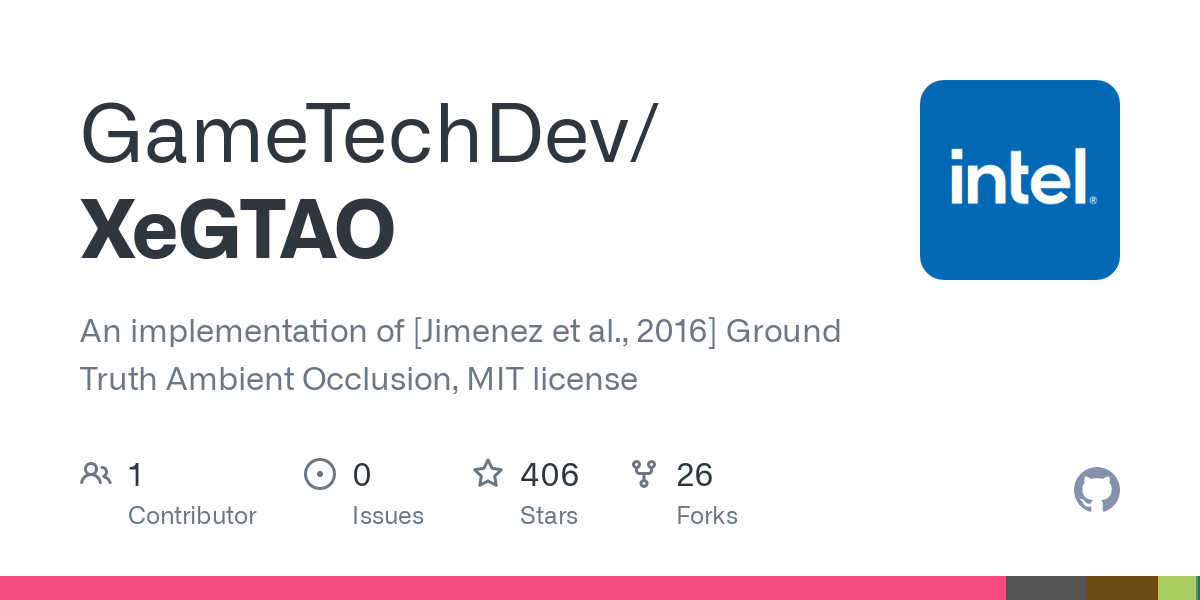 GameTechDev/
XeGTAO
intel®
An implementation of [Jimenez et al., 2016] Ground
Truth Ambient Occlusion, MIT license
1 0 406 26
Contributor Issues Stars Forks